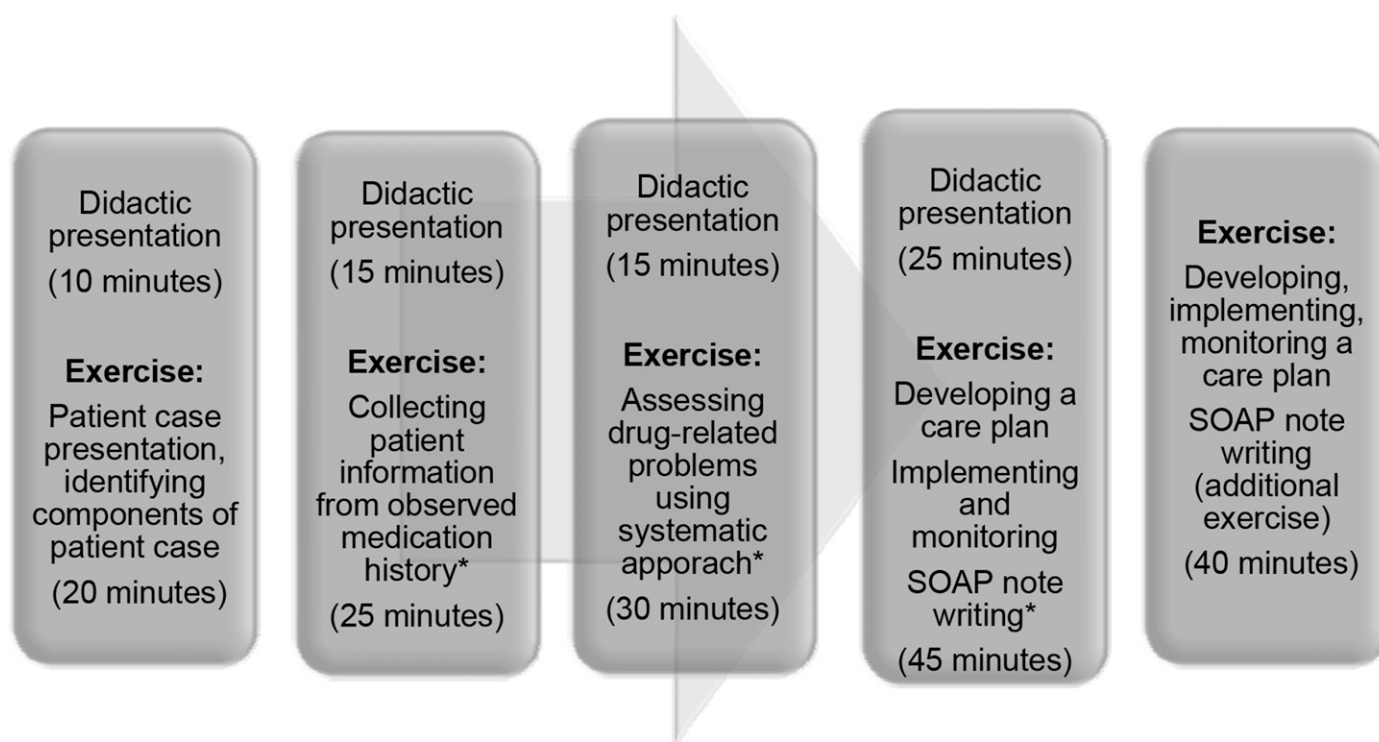 Didactic
presentation
(10 minutes)
Exercise:
Patient case
presentation,
identifying
components of
patient case
(20 minutes)
Didactic
presentation
(15 minutes)
Exercise:
Collecting
patient
information
from observed
medication
history*
(25 minutes)
Didactic
presentation
(15 minutes)
Exercise:
Assessing
drug-related
problems
using
systematic
apporach*
(30 minutes)
Didactic
presentation
(25 minutes)
Exercise:
Developing a
care plan
Implementing
and
monitoring
SOAP note
writing*
(45 minutes)
Exercise:
Developing,
implementing,
monitoring a
care plan
SOAP note
writing
(additional
exercise)
(40 minutes)